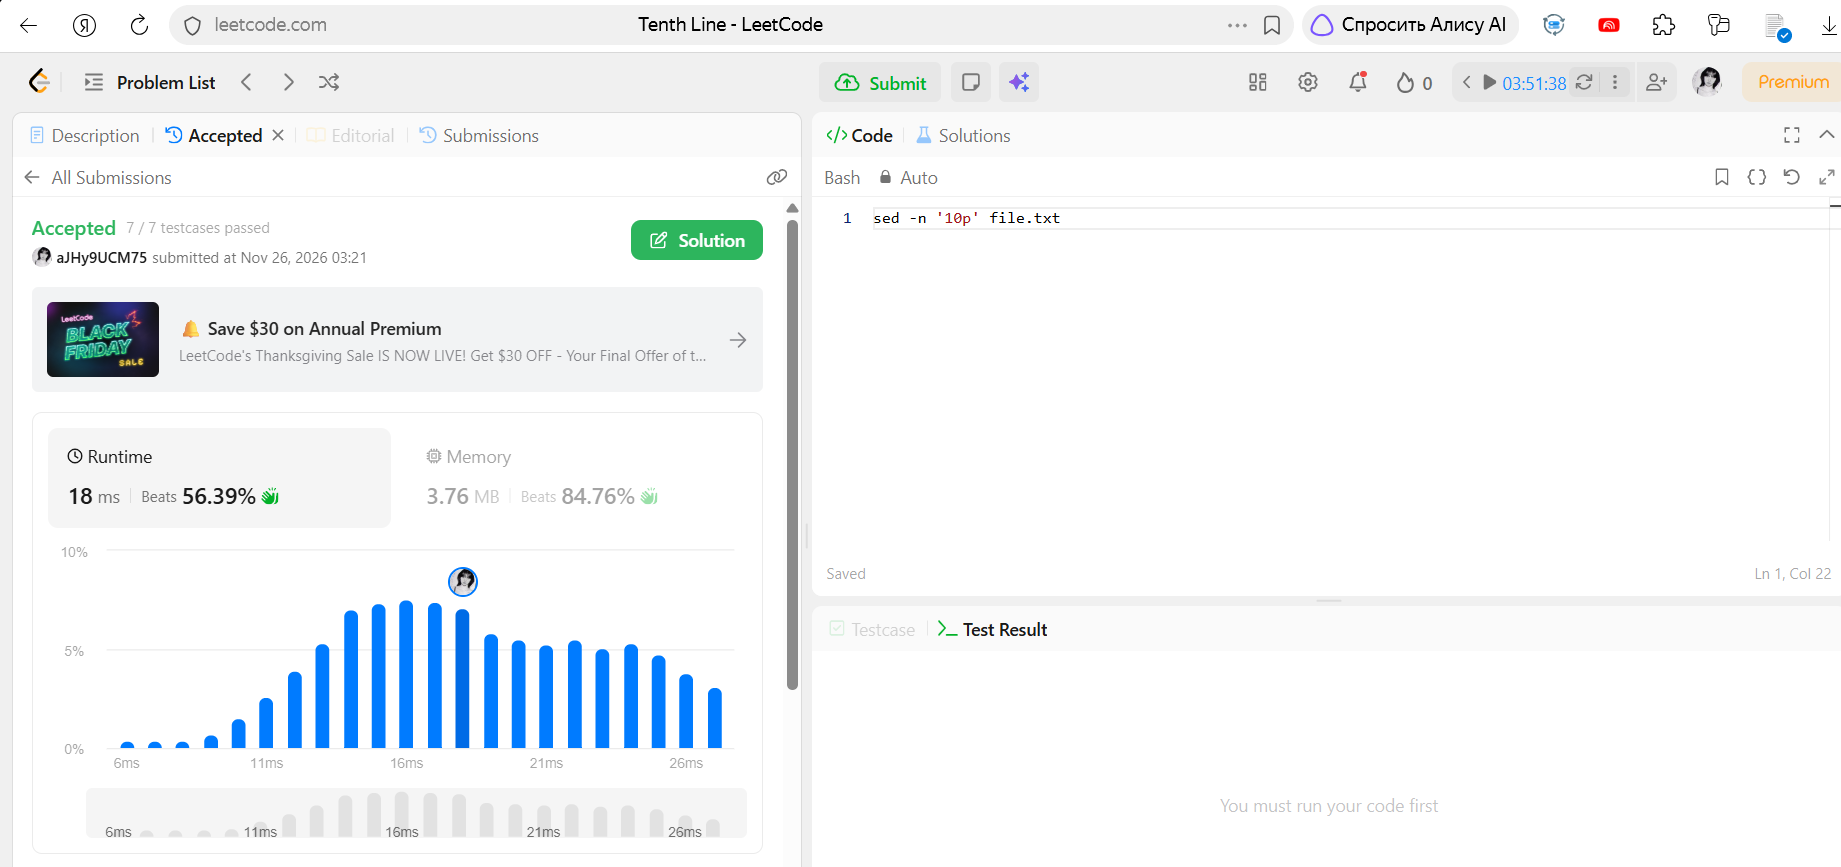 leetcode.com Tenth Line - LeetCode Спросить Алису AI
Problem List Submit 0 03:51:38 Premium
Description Accepted Editorial Submissions
All Submissions
Accepted 7 / 7 testcases passed
aJHy9UCM75 submitted at Nov 26, 2026 03:21
Solution
LeetCode
BLACK
FRIDAY
SALE
Save $30 on Annual Premium
LeetCode's Thanksgiving Sale IS NOW LIVE! Get $30 OFF - Your Final Offer of t...
Runtime
18 ms Beats 56.39%
Memory
3.76 MB Beats 84.76%
10%
5%
0%
6ms 11ms 16ms 21ms 26ms
6ms 11ms 16ms 21ms 26ms
Code Solutions
Bash Auto
1 sed -n '10p' file.txt
Saved Ln 1, Col 22
Testcase Test Result
You must run your code first